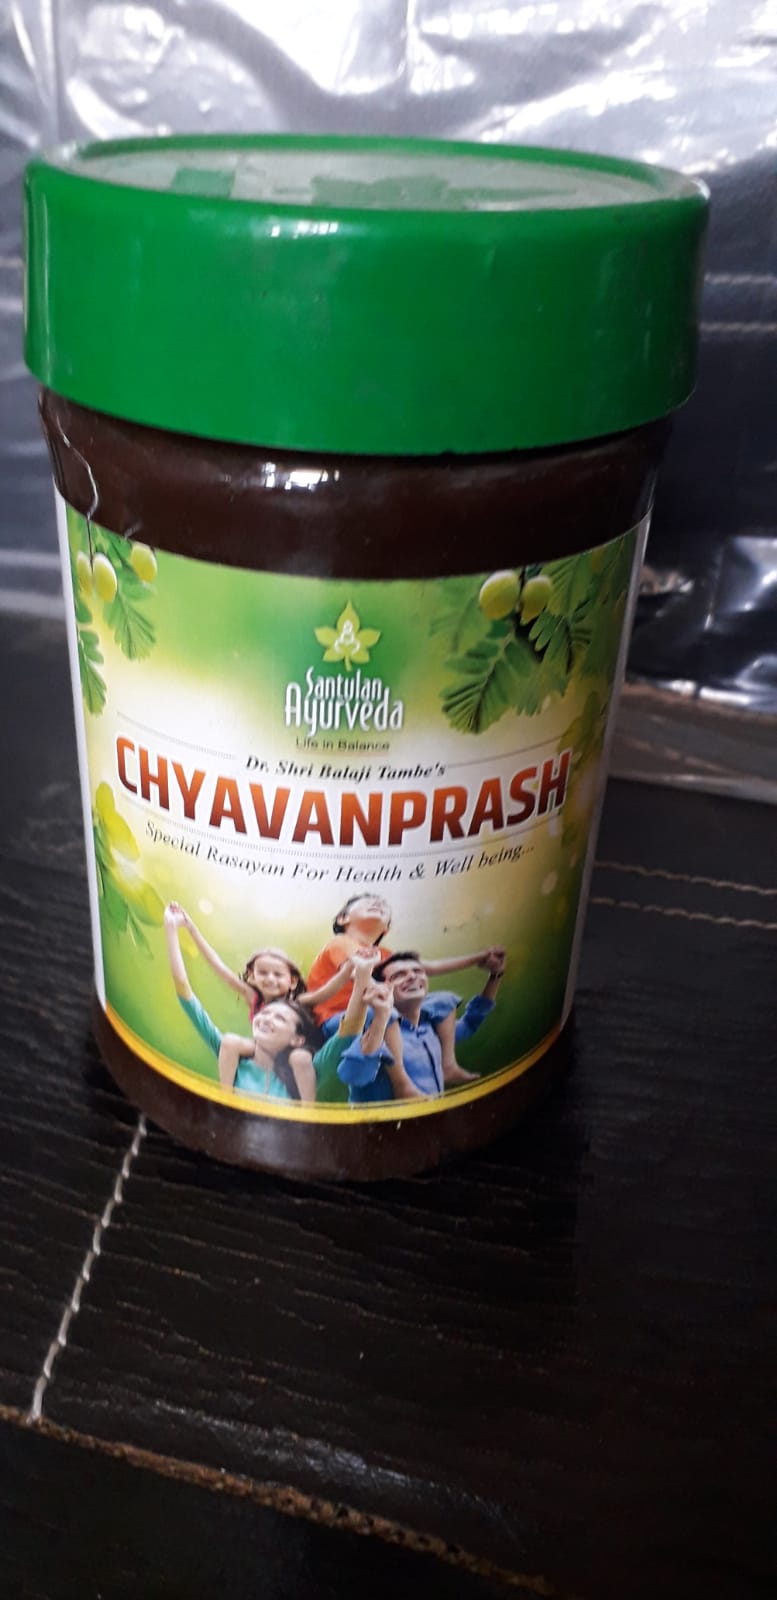 Santulan
Ayurveda
Life in Balance
Dr. Shri Balaji Tambe's
CHYAVANPRASH
Special Rasayan For Health & Well being...